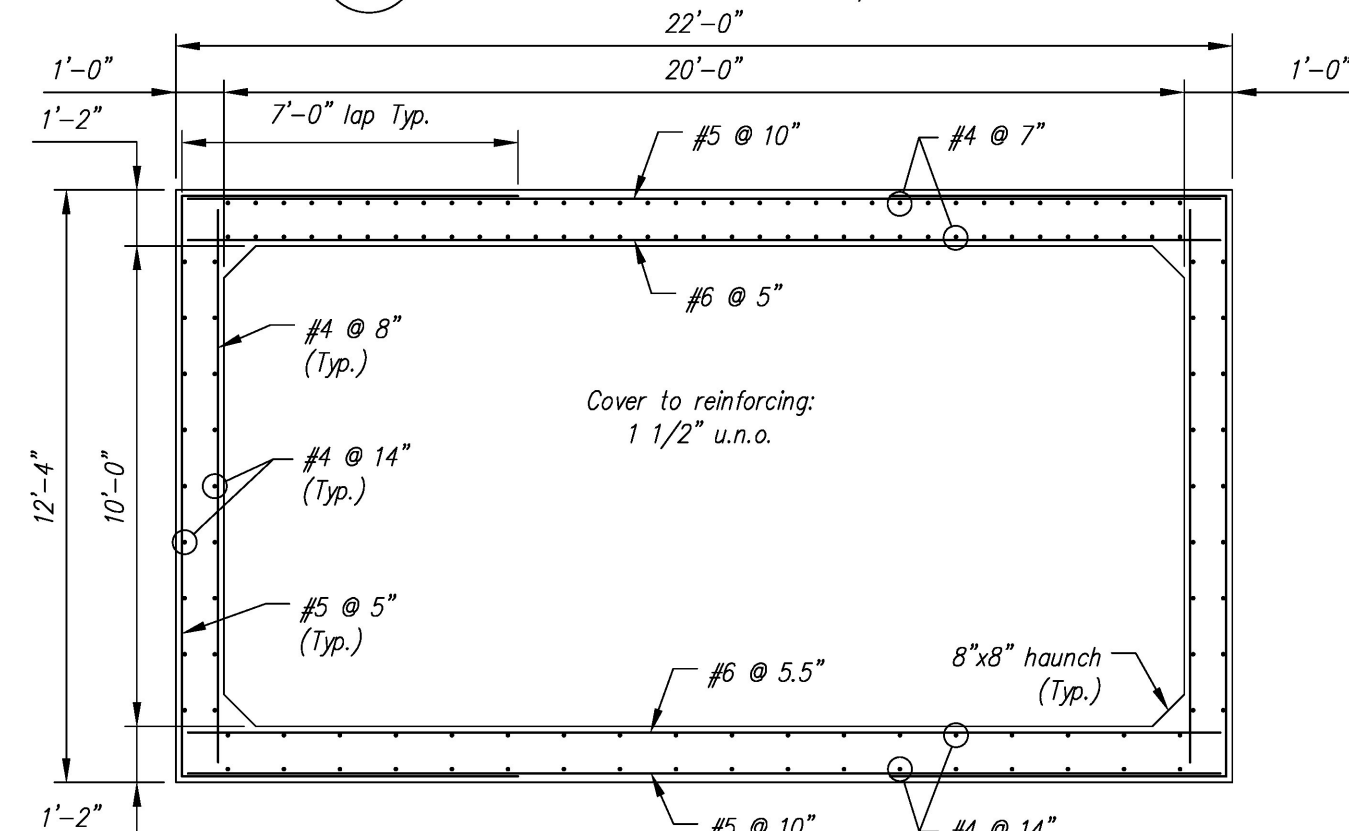 22’-0”
1’-0”
20’-0”
1’-0”
1’-2”
7’-0” lap Typ.
#5 @ 10”
#4 @ 7”
#6 @ 5”
#4 @ 8”
(Typ.)
Cover to reinforcing:
1 1/2” u.n.o.
12’-4”
10’-0”
#4 @ 14”
(Typ.)
#5 @ 5”
(Typ.)
#6 @ 5.5”
8”x8” haunch
(Typ.)
1’-2”
#5 @ 10”
#4 @ 14”